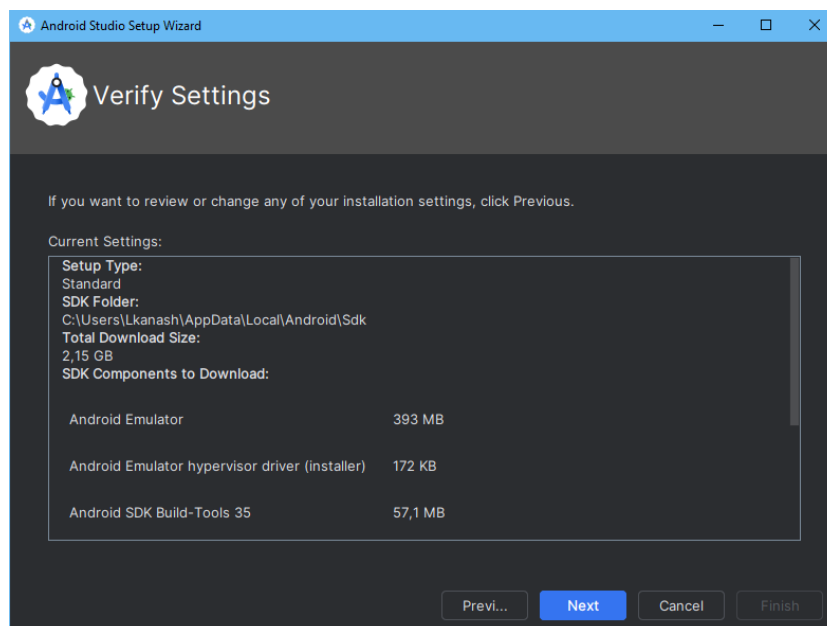 Android Studio Setup Wizard
Verify Settings
If you want to review or change any of your installation settings, click Previous.
Current Settings:
Setup Type:
Standard
SDK Folder:
C:\Users\Lkanash\AppData\Local\Android\Sdk
Total Download Size:
2,15 GB
SDK Components to Download:
Android Emulator 393 MB
Android Emulator hypervisor driver (installer) 172 KB
Android SDK Build-Tools 35 57,1 MB
Previ... Next Cancel Finish